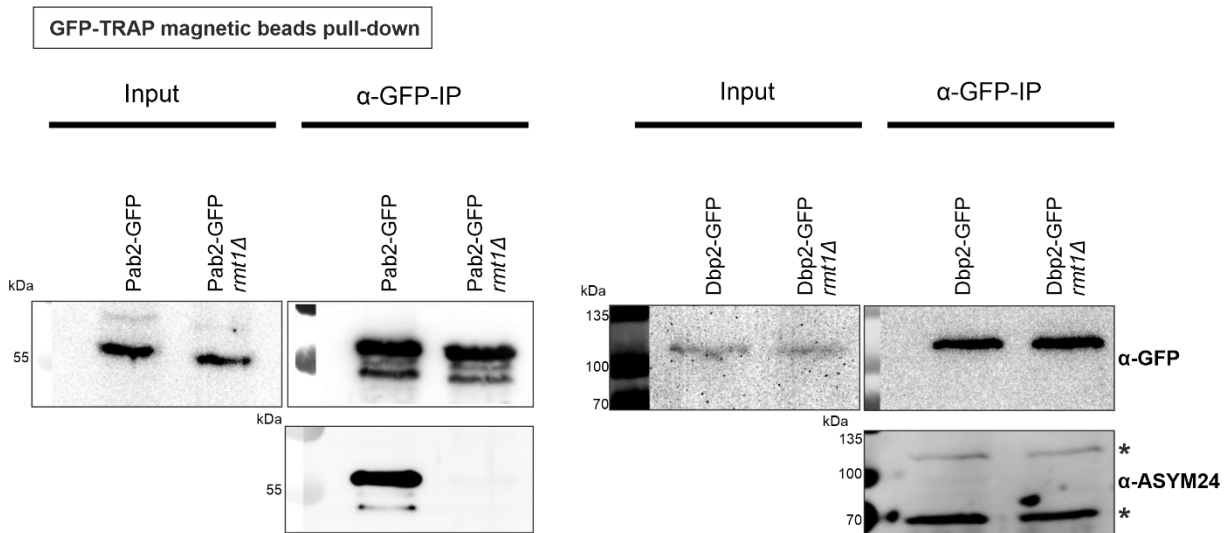 GFP-TRAP magnetic beads pull-down
Input
α-GFP-IP
Input
α-GFP-IP
Pab2-GFP
Pab2-GFP
rmt1Δ
Pab2-GFP
Pab2-GFP
rmt1Δ
Dbp2-GFP
Dbp2-GFP
rmt1Δ
Dbp2-GFP
Dbp2-GFP
rmt1Δ
kDa
55
kDa
135
100
70
α-GFP
kDa
55
kDa
135
100
70
*
α-ASYM24
*